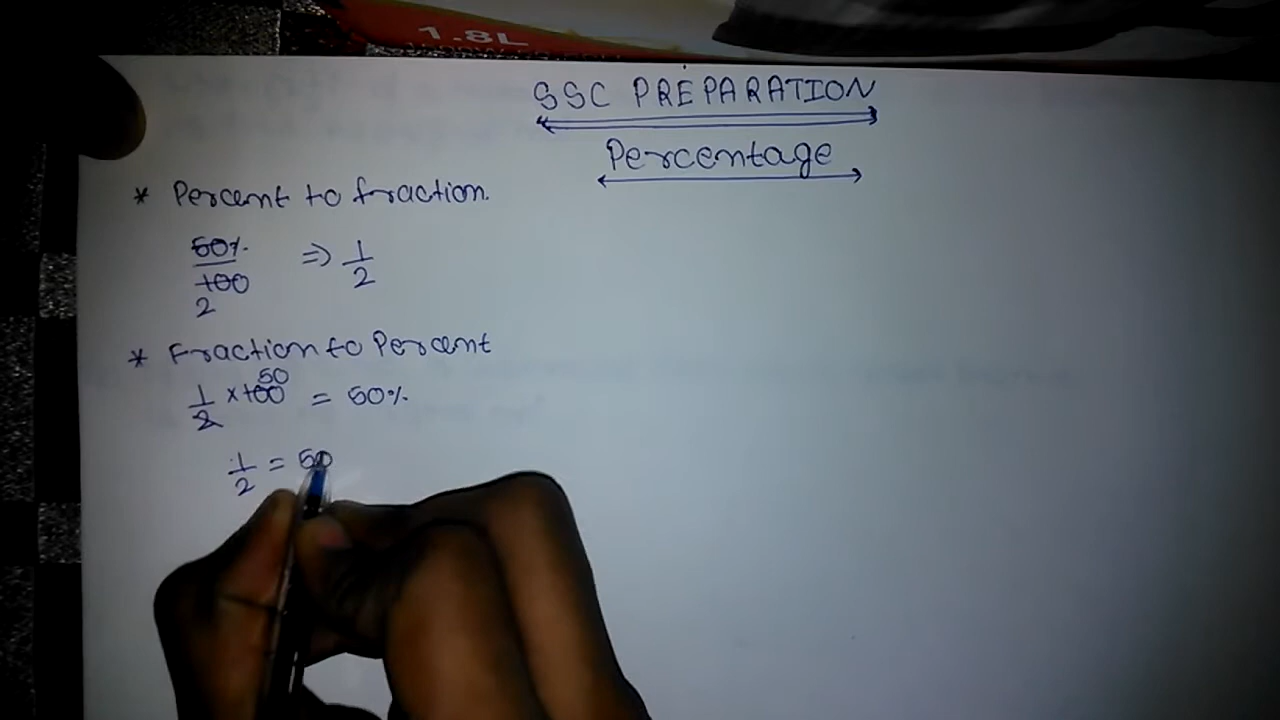 1.8L
SSC PREPARATION
Percentage
* Percent to fraction.
50% / 100 2 => 1/2
* Fraction to Percent
1/2 × 100 50 = 50%
1/2 = 50